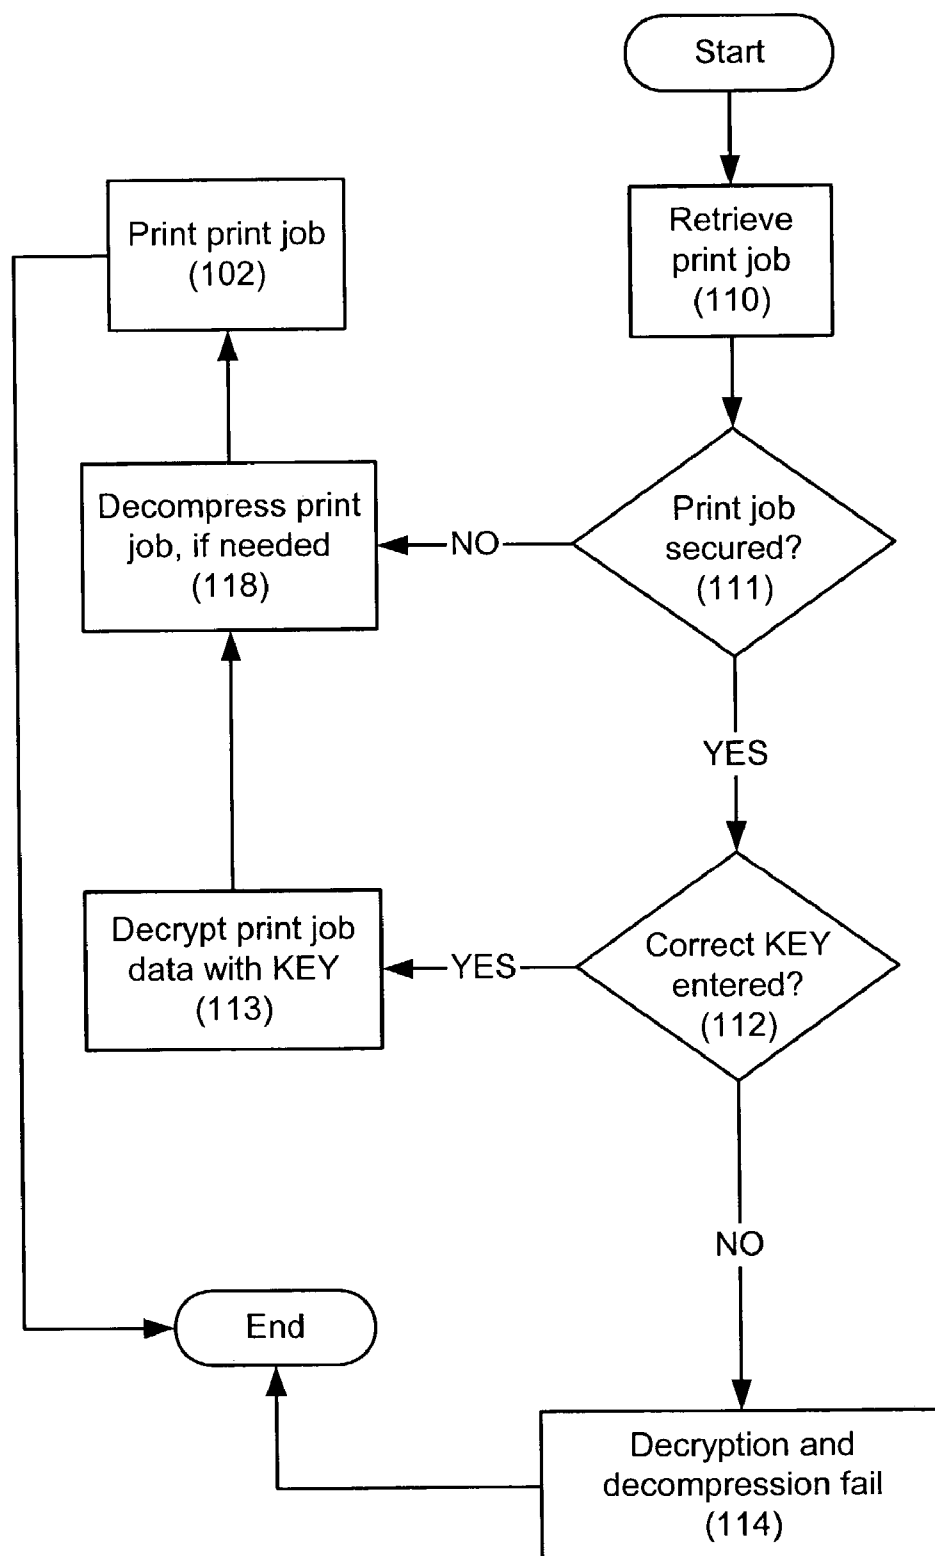 Start
Retrieve
print job
(110)
Print job
secured?
(111)
NO
YES
Correct KEY
entered?
(112)
YES
NO
Decryption and
decompression fail
(114)
Decrypt print job
data with KEY
(113)
Decompress print
job, if needed
(118)
Print print job
(102)
End